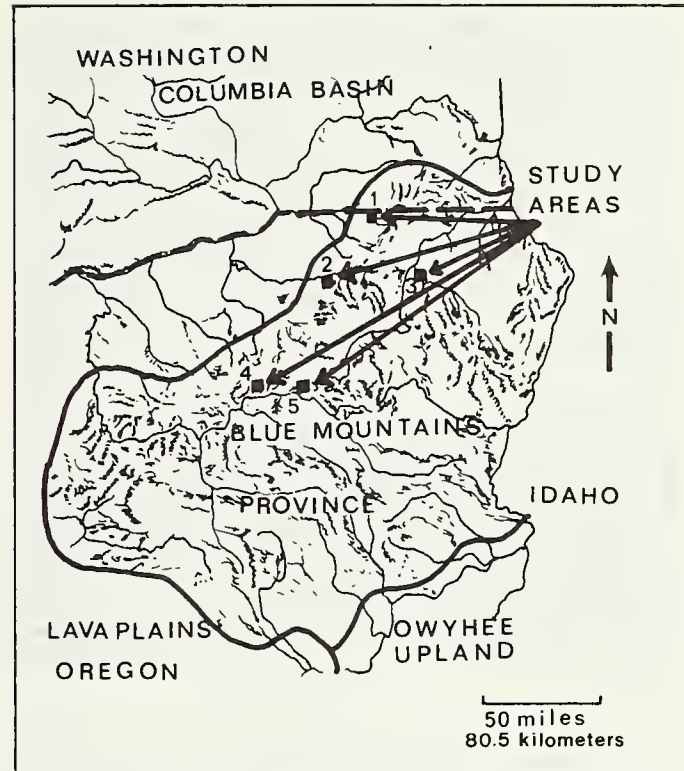 WASHINGTON
COLUMBIA BASIN
STUDY
AREAS
1
2
3
N
4
5
BLUE MOUNTAINS
PROVINCE
IDAHO
LAVA PLAINS
OREGON
OWYHEE
UPLAND
50 miles
80.5 kilometers